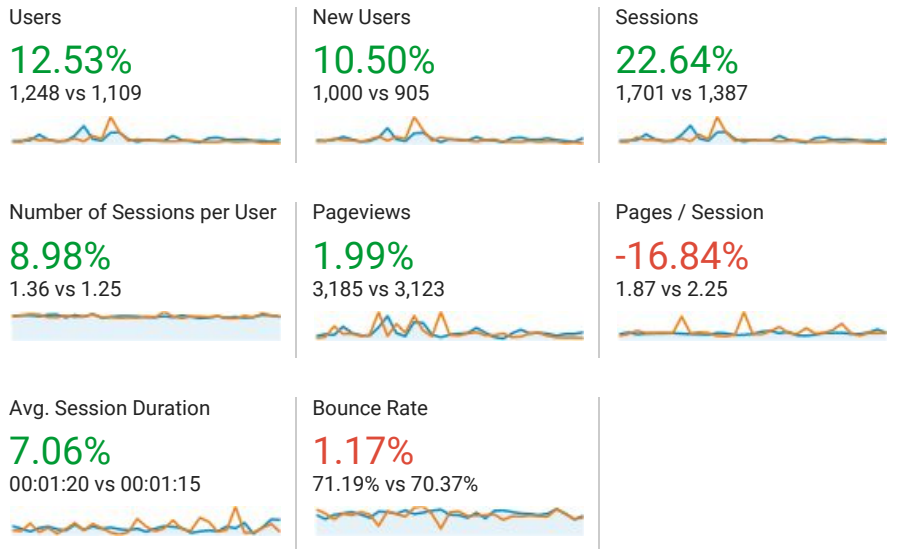 Users
12.53%
1,248 vs 1,109
New Users
10.50%
1,000 vs 905
Sessions
22.64%
1,701 vs 1,387
Number of Sessions per User
8.98%
1.36 vs 1.25
Pageviews
1.99%
3,185 vs 3,123
Pages / Session
-16.84%
1.87 vs 2.25
Avg. Session Duration
7.06%
00:01:20 vs 00:01:15
Bounce Rate
1.17%
71.19% vs 70.37%